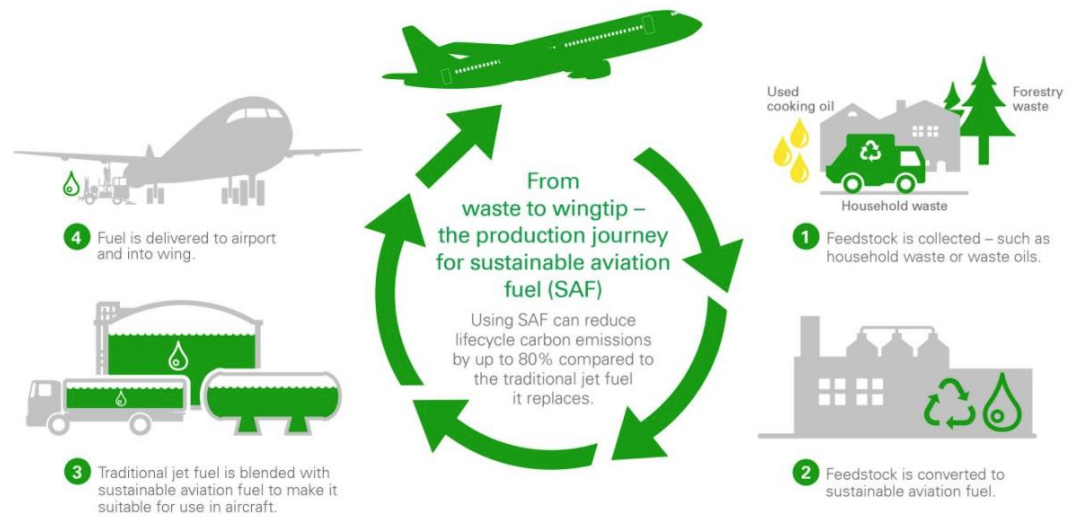 From
waste to wingtip –
the production journey
for sustainable aviation
fuel (SAF)
Using SAF can reduce
lifecycle carbon emissions
by up to 80% compared to
the traditional jet fuel
it replaces.
Used
cooking oil
Forestry
waste
Household waste
1 Feedstock is collected – such as
household waste or waste oils.
2 Feedstock is converted to
sustainable aviation fuel.
3 Traditional jet fuel is blended with
sustainable aviation fuel to make it
suitable for use in aircraft.
4 Fuel is delivered to airport
and into wing.